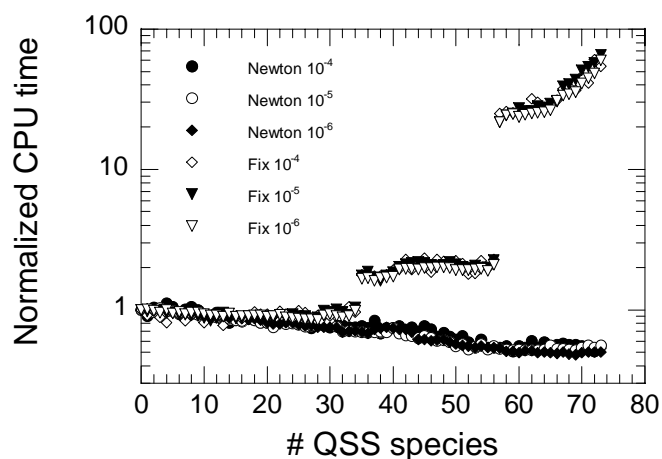 100
10
1
Normalized CPU time
Newton 10⁻⁴
Newton 10⁻⁵
Newton 10⁻⁶
Fix 10⁻⁴
Fix 10⁻⁵
Fix 10⁻⁶
0 10 20 30 40 50 60 70 80
# QSS species